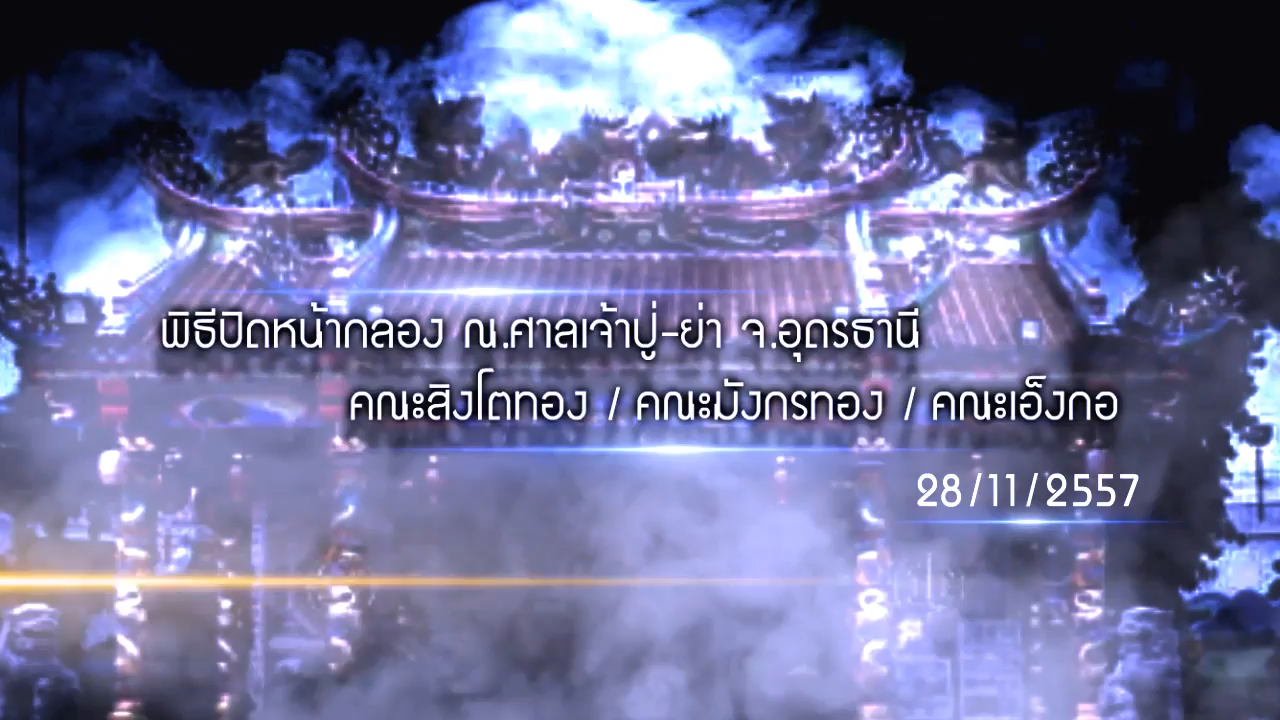 พิธีปิดหน้ากลอง ณ.ศาลเจ้าปู่-ย่า จ.อุดรธานี
คณะสิงโตทอง / คณะมังกรทอง / คณะเอ็งกอ
28/11/2557